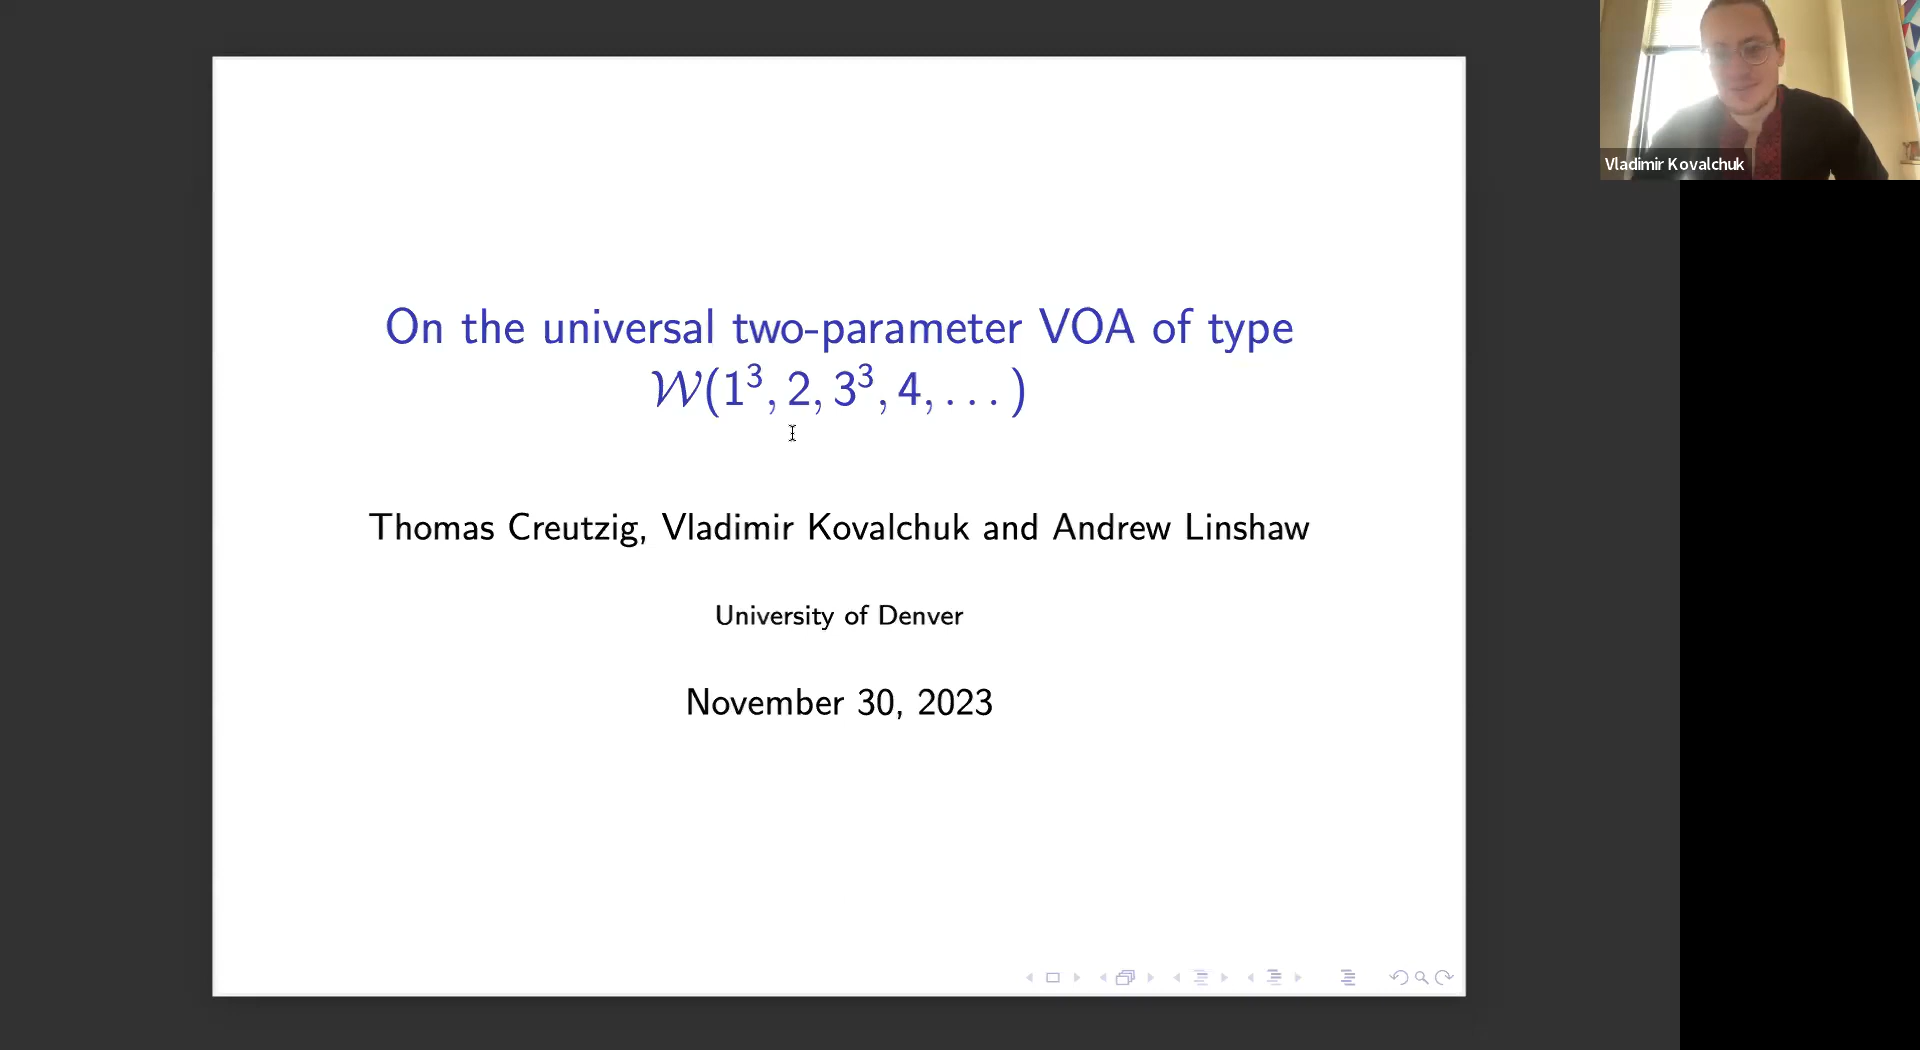 On the universal two-parameter VOA of type
𝒲(1³, 2, 3³, 4, . . . )
Thomas Creutzig, Vladimir Kovalchuk and Andrew Linshaw
University of Denver
November 30, 2023
Vladimir Kovalchuk